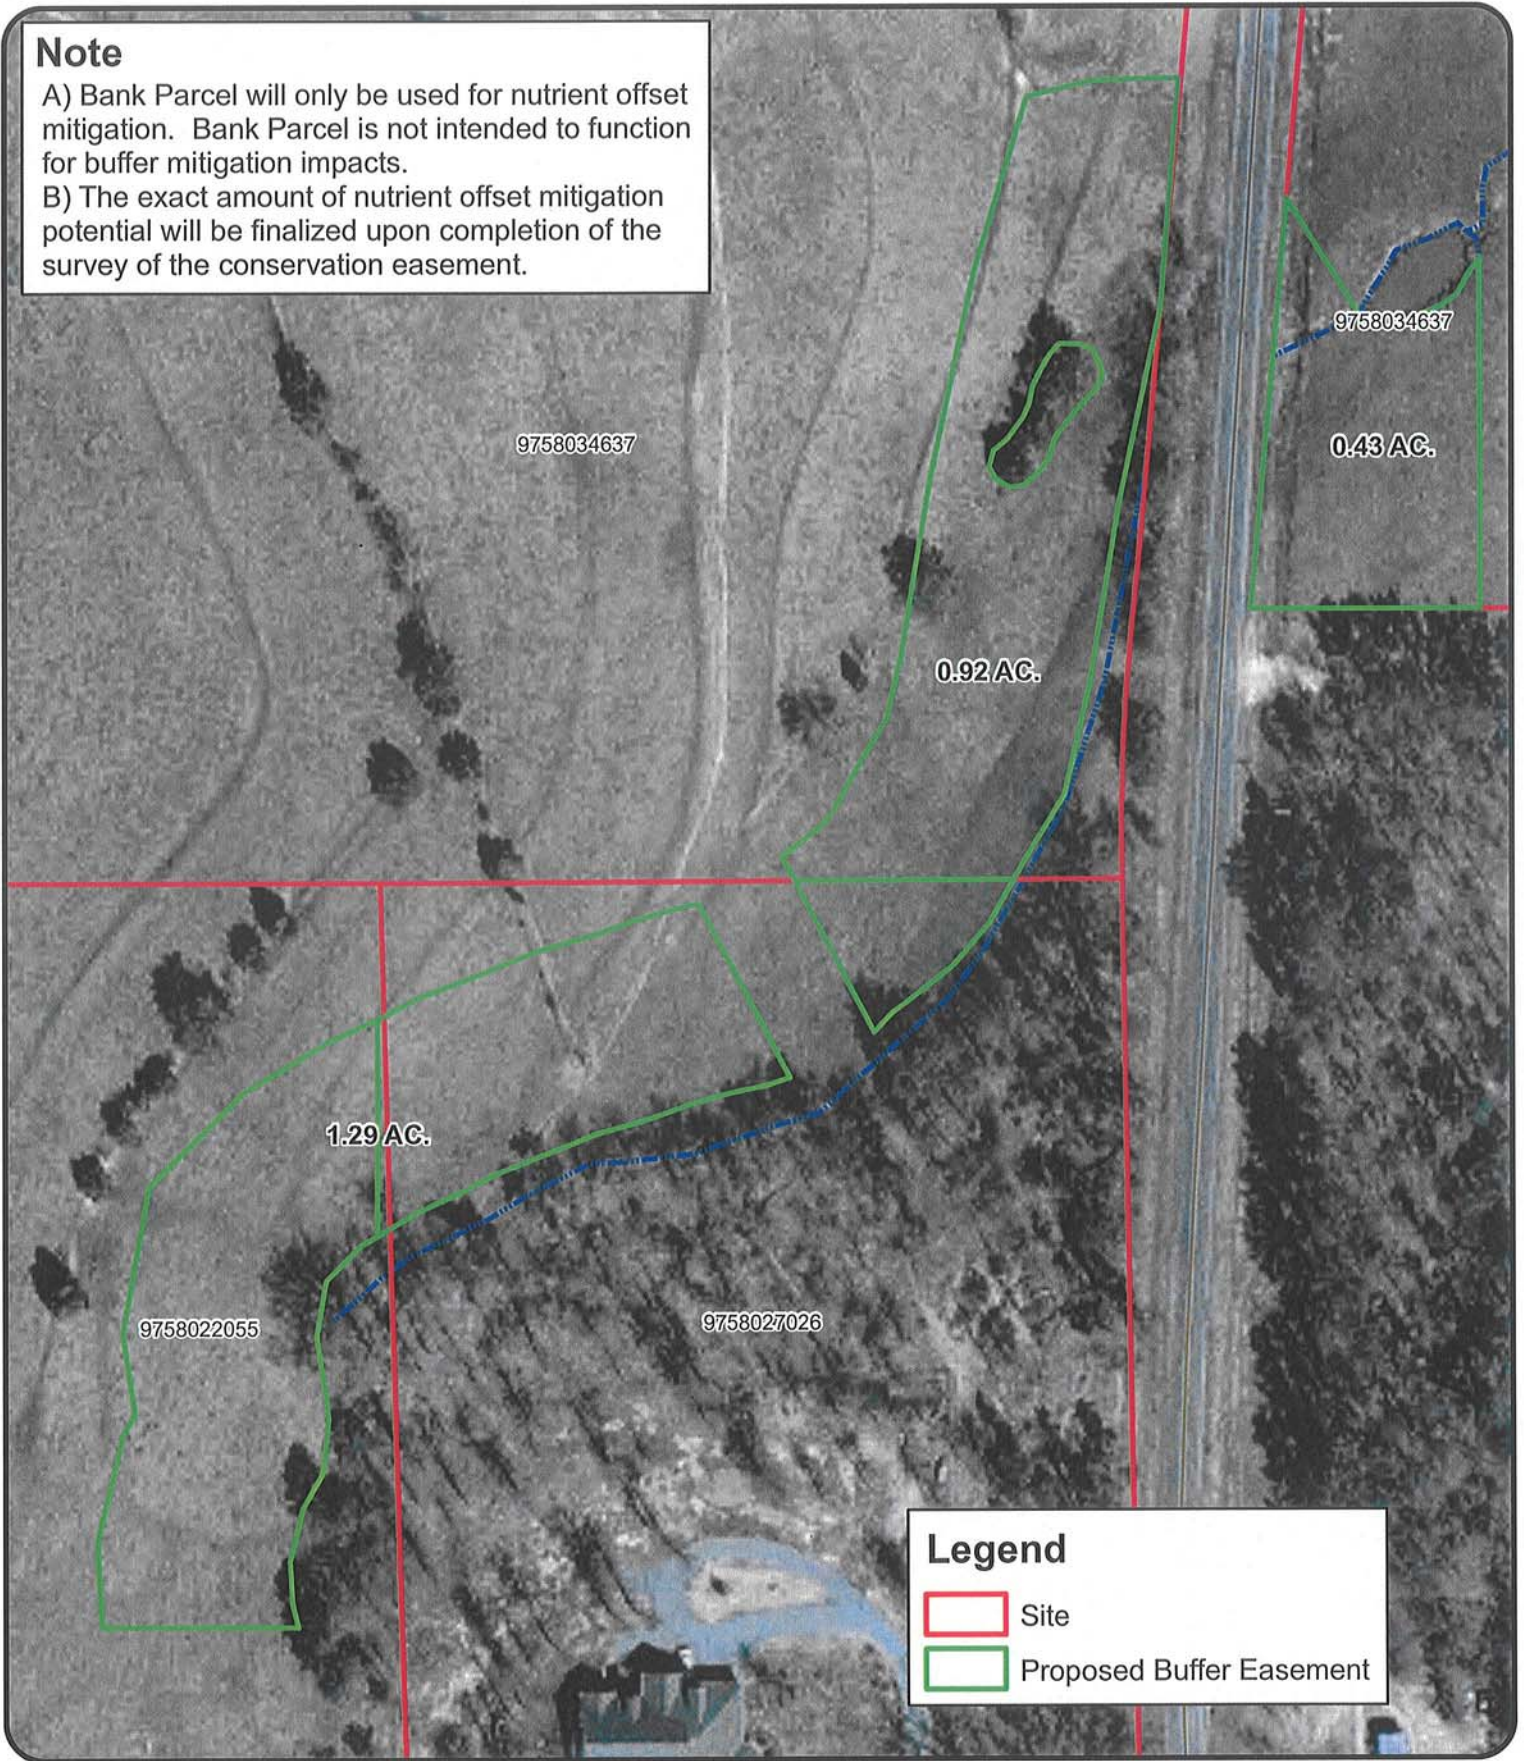 Note
A) Bank Parcel will only be used for nutrient offset
mitigation. Bank Parcel is not intended to function
for buffer mitigation impacts.
B) The exact amount of nutrient offset mitigation
potential will be finalized upon completion of the
survey of the conservation easement.
9758034637
9758034637
0.43 AC.
0.92 AC.
1.29 AC.
9758022055
9758027026
Legend
Site
Proposed Buffer Easement